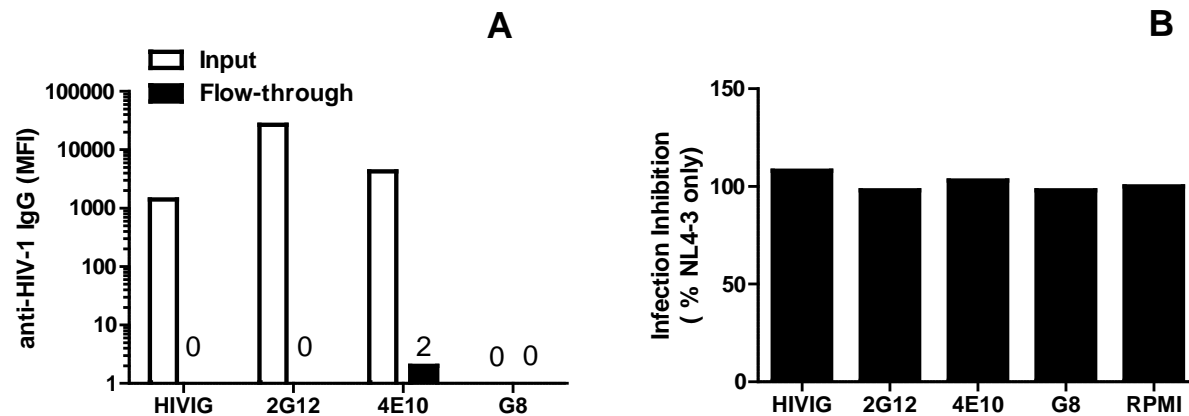 A
Input
Flow-through
anti-HIV-1 IgG (MFI)
100000
10000
1000
100
10
1
0
0
2
0 0
HIVIG 2G12 4E10 G8
B
Infection Inhibition
( % NL4-3 only)
150
100
50
0
HIVIG 2G12 4E10 G8 RPMI